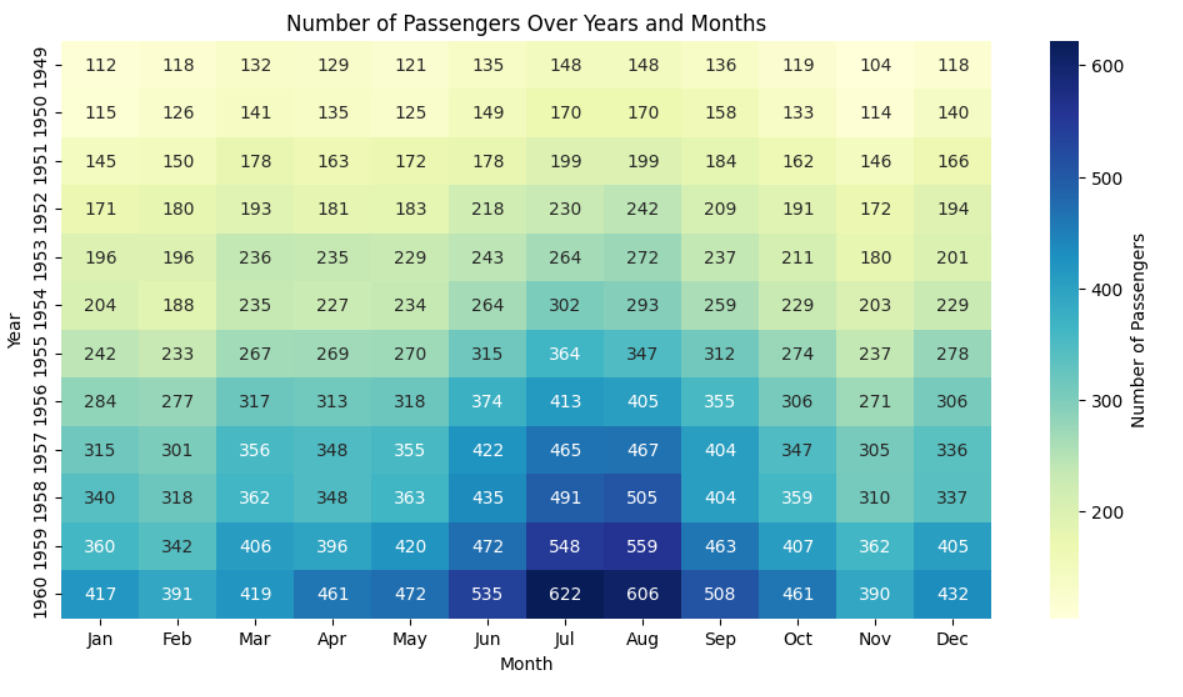 Number of Passengers Over Years and Months
1949 112 118 132 129 121 135 148 148 136 119 104 118
1950 115 126 141 135 125 149 170 170 158 133 114 140
1951 145 150 178 163 172 178 199 199 184 162 146 166
1952 171 180 193 181 183 218 230 242 209 191 172 194
1953 196 196 236 235 229 243 264 272 237 211 180 201
1954 204 188 235 227 234 264 302 293 259 229 203 229
1955 242 233 267 269 270 315 364 347 312 274 237 278
1956 284 277 317 313 318 374 413 405 355 306 271 306
1957 315 301 356 348 355 422 465 467 404 347 305 336
1958 340 318 362 348 363 435 491 505 404 359 310 337
1959 360 342 406 396 420 472 548 559 463 407 362 405
1960 417 391 419 461 472 535 622 606 508 461 390 432
Jan Feb Mar Apr May Jun Jul Aug Sep Oct Nov Dec
Month
Year
600
500
400
300
200
Number of Passengers